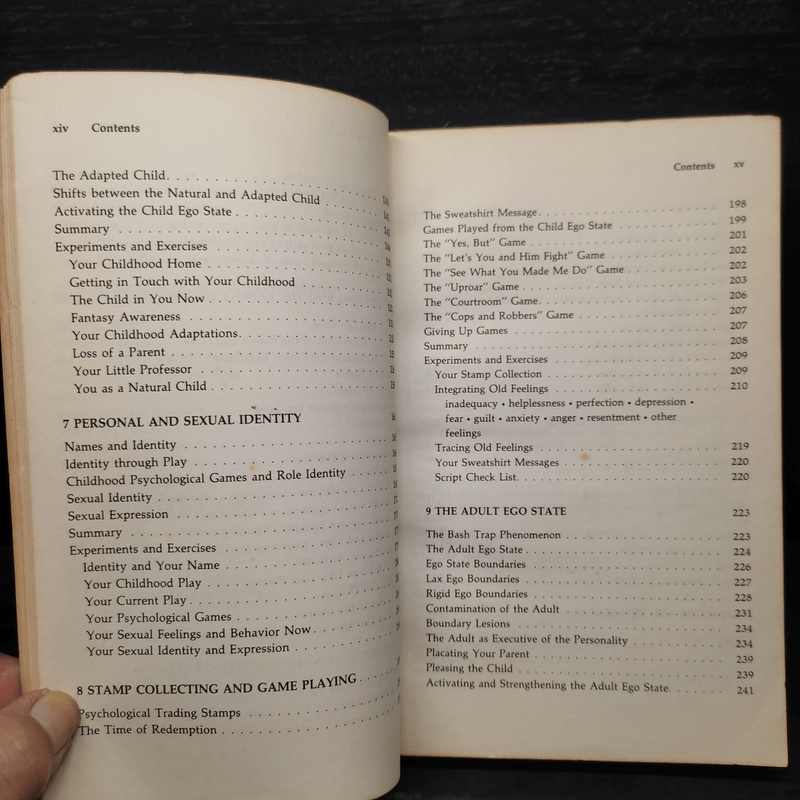 xiv Contents
The Adapted Child
Shifts between the Natural and Adapted Child
Activating the Child Ego State
Summary
Experiments and Exercises
Your Childhood Home
Getting in Touch with Your Childhood
The Child in You Now
Fantasy Awareness
Your Childhood Adaptations
Loss of a Parent
Your Little Professor
You as a Natural Child
7 PERSONAL AND SEXUAL IDENTITY
Names and Identity
Identity through Play
Childhood Psychological Games and Role Identity
Sexual Identity
Sexual Expression
Summary
Experiments and Exercises
Identity and Your Name
Your Childhood Play
Your Current Play
Your Psychological Games
Your Sexual Feelings and Behavior Now
Your Sexual Identity and Expression
8 STAMP COLLECTING AND GAME PLAYING
Psychological Trading Stamps
The Time of Redemption
Contents xv
The Sweatshirt Message 198
Games Played from the Child Ego State 199
The "Yes, But" Game 201
The "Let's You and Him Fight" Game 202
The "See What You Made Me Do" Game 202
The "Uproar" Game 203
The "Courtroom" Game 206
The "Cops and Robbers" Game 207
Giving Up Games 207
Summary 208
Experiments and Exercises 209
Your Stamp Collection 209
Integrating Old Feelings 210
inadequacy • helplessness • perfection • depression •
fear • guilt • anxiety • anger • resentment • other
feelings
Tracing Old Feelings 219
Your Sweatshirt Messages 220
Script Check List 220
9 THE ADULT EGO STATE 223
The Bash Trap Phenomenon 223
The Adult Ego State 224
Ego State Boundaries 226
Lax Ego Boundaries 227
Rigid Ego Boundaries 228
Contamination of the Adult 231
Boundary Lesions 234
The Adult as Executive of the Personality 234
Placating Your Parent 239
Pleasing the Child 239
Activating and Strengthening the Adult Ego State 241